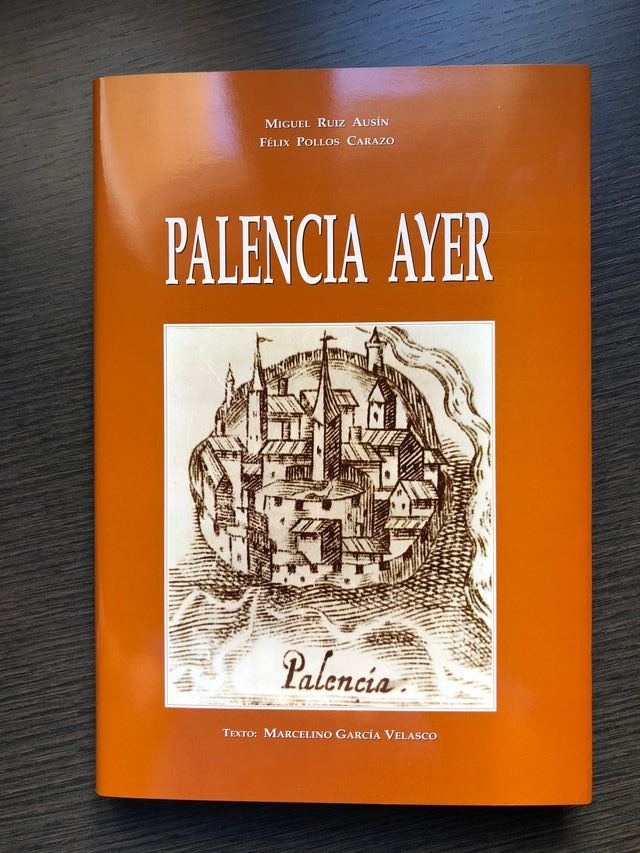 Miguel Ruiz Ausín
Félix Pollos Carazo
PALENCIA AYER
Palencia.
Texto: Marcelino García Velasco